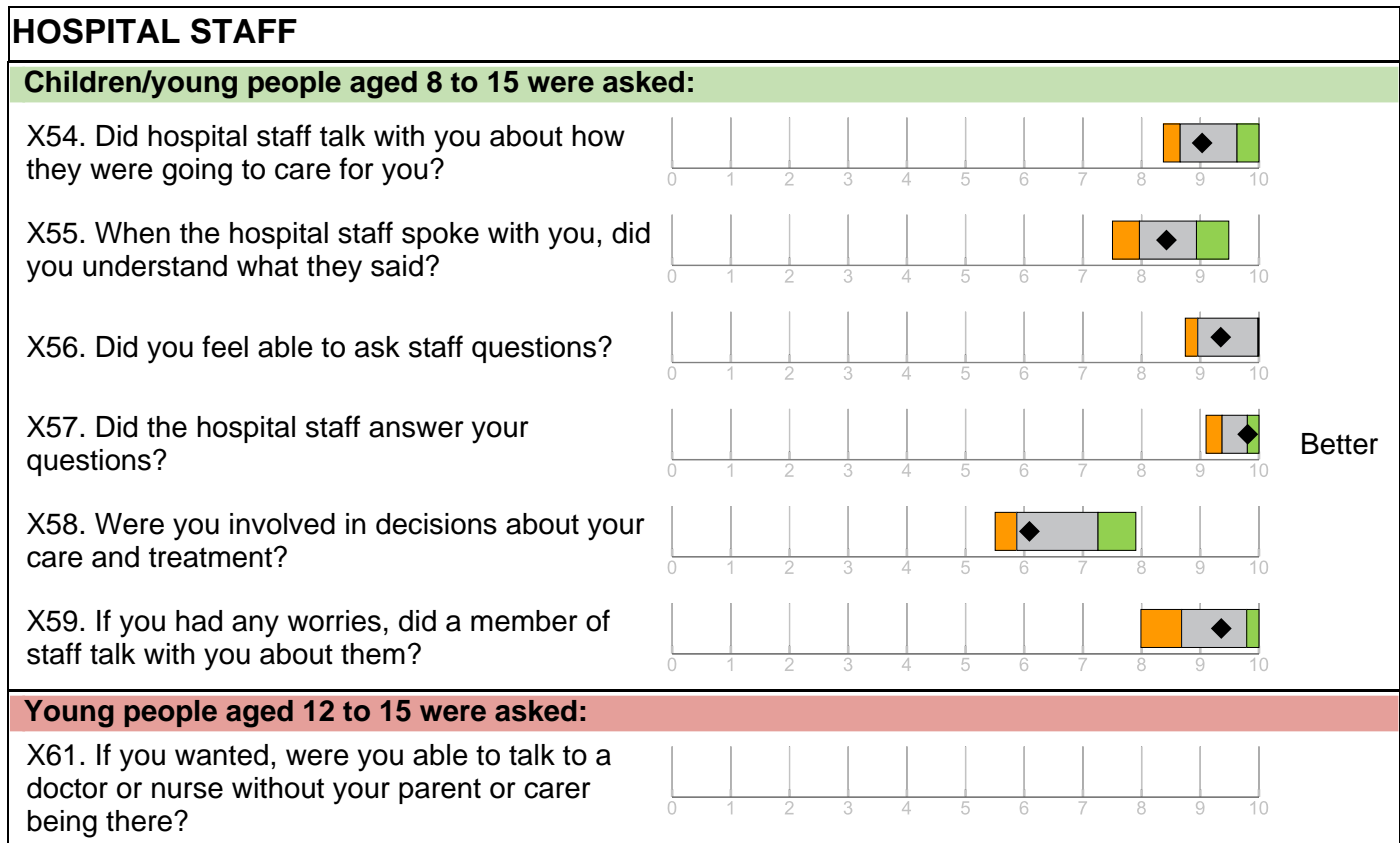 HOSPITAL STAFF
Children/young people aged 8 to 15 were asked:
X54. Did hospital staff talk with you about how
they were going to care for you?
0 1 2 3 4 5 6 7 8 9 10
X55. When the hospital staff spoke with you, did
you understand what they said?
0 1 2 3 4 5 6 7 8 9 10
X56. Did you feel able to ask staff questions?
0 1 2 3 4 5 6 7 8 9 10
X57. Did the hospital staff answer your
questions?
0 1 2 3 4 5 6 7 8 9 10
Better
X58. Were you involved in decisions about your
care and treatment?
0 1 2 3 4 5 6 7 8 9 10
X59. If you had any worries, did a member of
staff talk with you about them?
0 1 2 3 4 5 6 7 8 9 10
Young people aged 12 to 15 were asked:
X61. If you wanted, were you able to talk to a
doctor or nurse without your parent or carer
being there?
0 1 2 3 4 5 6 7 8 9 10